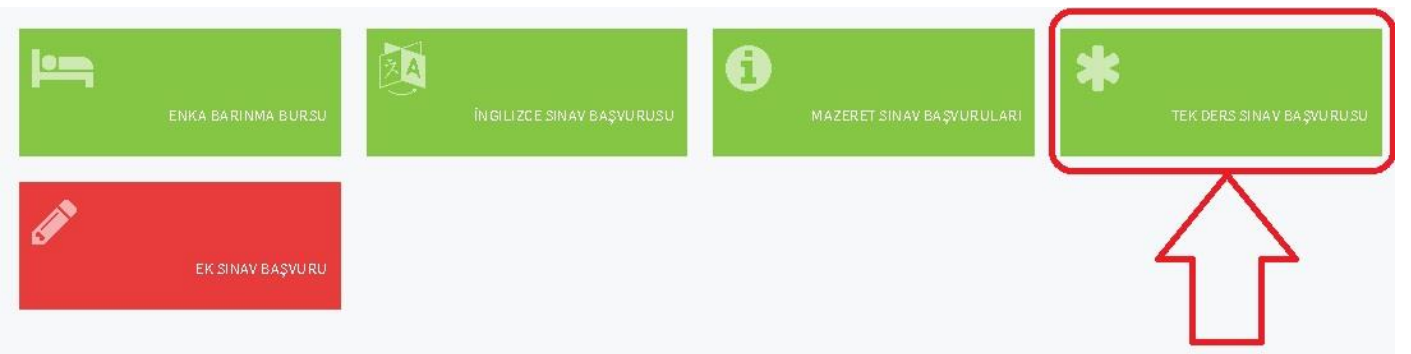 ENKA BARINMA BURSU
İNGILIZCE SINAV BAŞVURUSU
MAZERET SINAV BAŞVURULARI
TEK DERS SINAV BAŞVURUSU
EK SINAV BAŞVURU